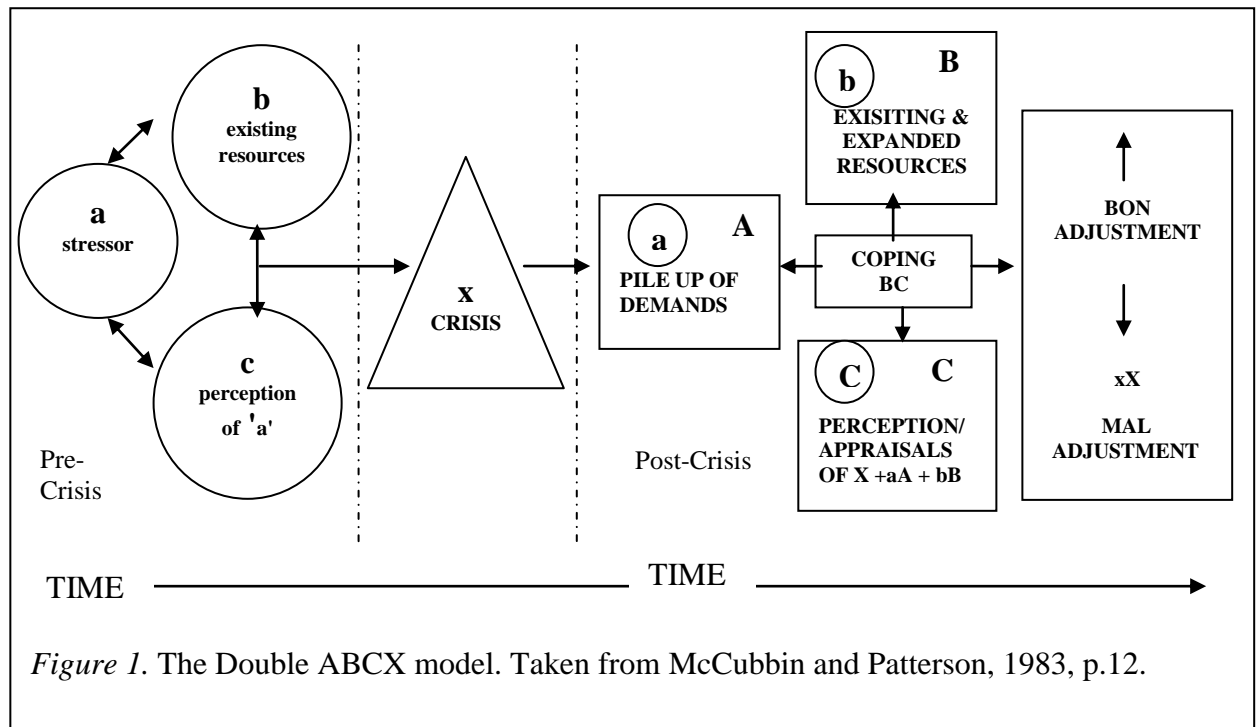 b
existing
resources
a
stressor
c
perception
of 'a'
Pre-
Crisis
X
CRISIS
a A
PILE UP OF
DEMANDS
Post-Crisis
b B
EXISITING &
EXPANDED
RESOURCES
COPING
BC
C C
PERCEPTION/
APPRAISALS
OF X +aA + bB
BON
ADJUSTMENT
xX
MAL
ADJUSTMENT
TIME
TIME
Figure 1. The Double ABCX model. Taken from McCubbin and Patterson, 1983, p.12.